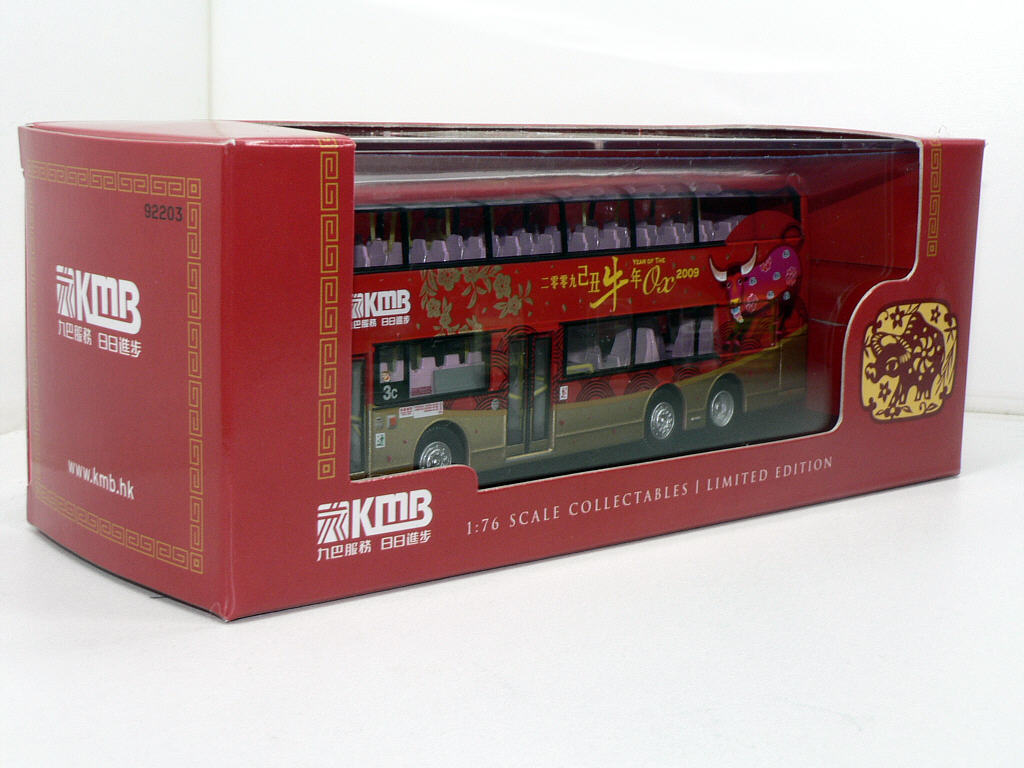 92203
KMB
九巴服務 日日進步
www.kmb.hk
KMB
九巴服務 日日進步
二零零九己丑牛年 YEAR OF THE Ox 2009
3C
KMB
九巴服務 日日進步
1:76 SCALE COLLECTABLES | LIMITED EDITION